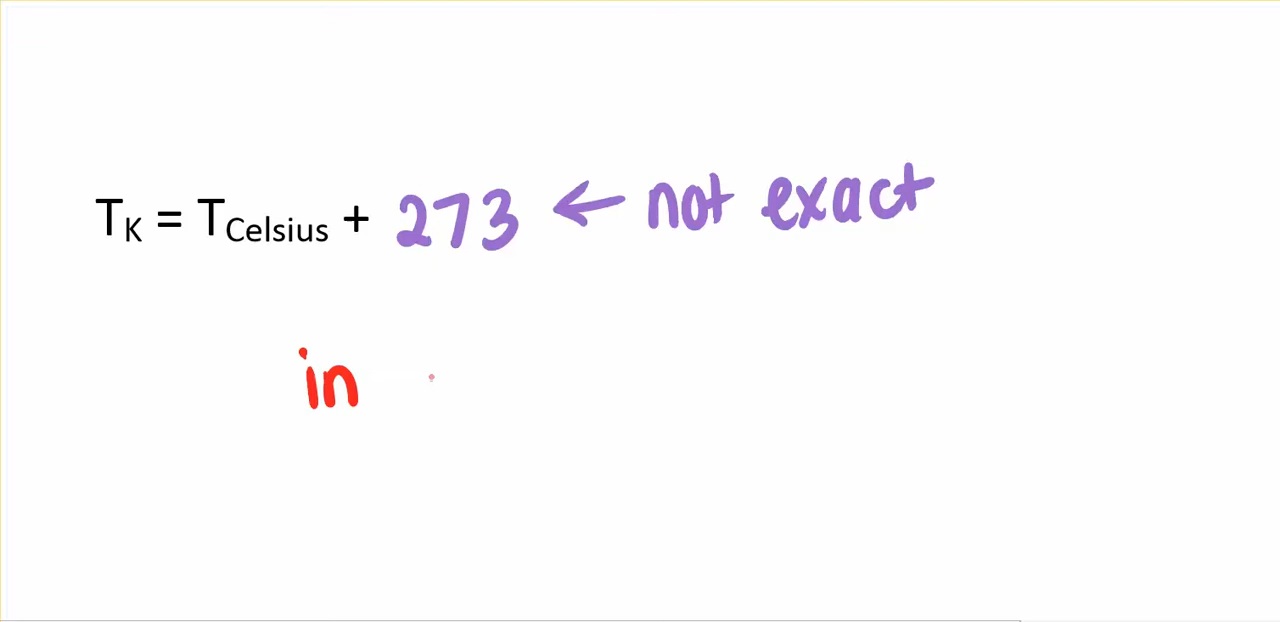 TK = TCelsius + 273 ← not exact
in